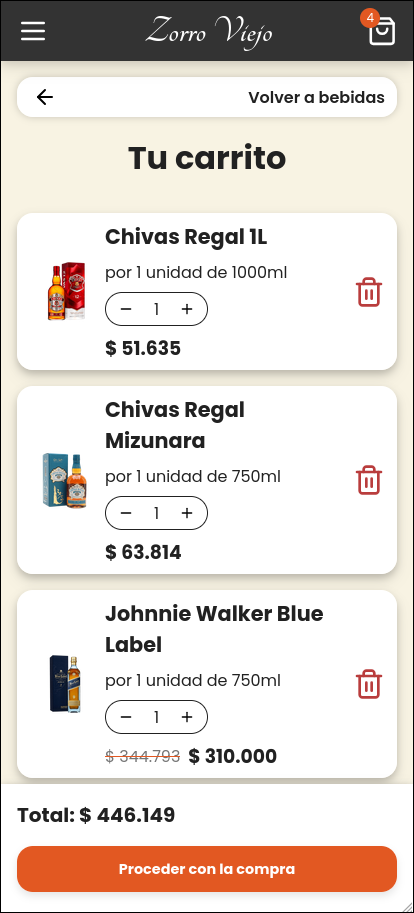 Zorro Viejo
4
Volver a bebidas
Tu carrito
Chivas Regal 1L
por 1 unidad de 1000ml
− 1 +
$ 51.635
Chivas Regal
Mizunara
por 1 unidad de 750ml
− 1 +
$ 63.814
Johnnie Walker Blue
Label
por 1 unidad de 750ml
− 1 +
$ 344.793 $ 310.000
Total: $ 446.149
Proceder con la compra